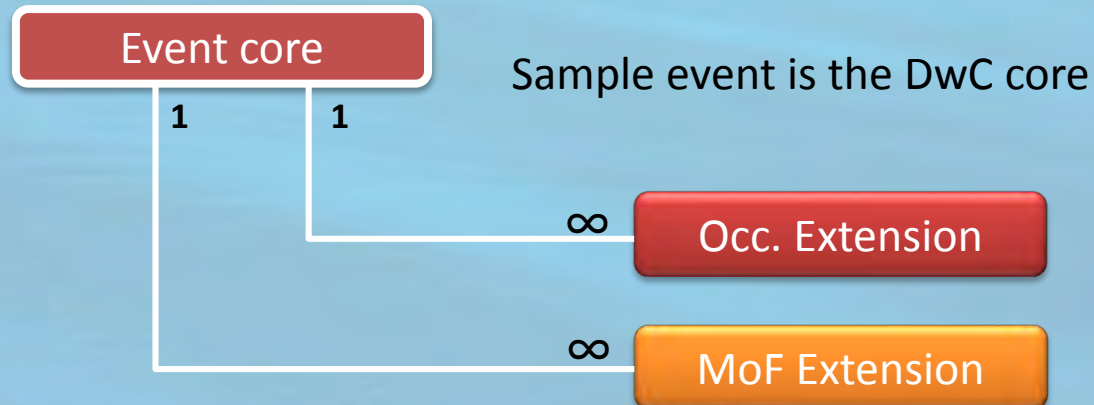 Event core
Sample event is the DwC core
1 1
∞ Occ. Extension
∞ MoF Extension